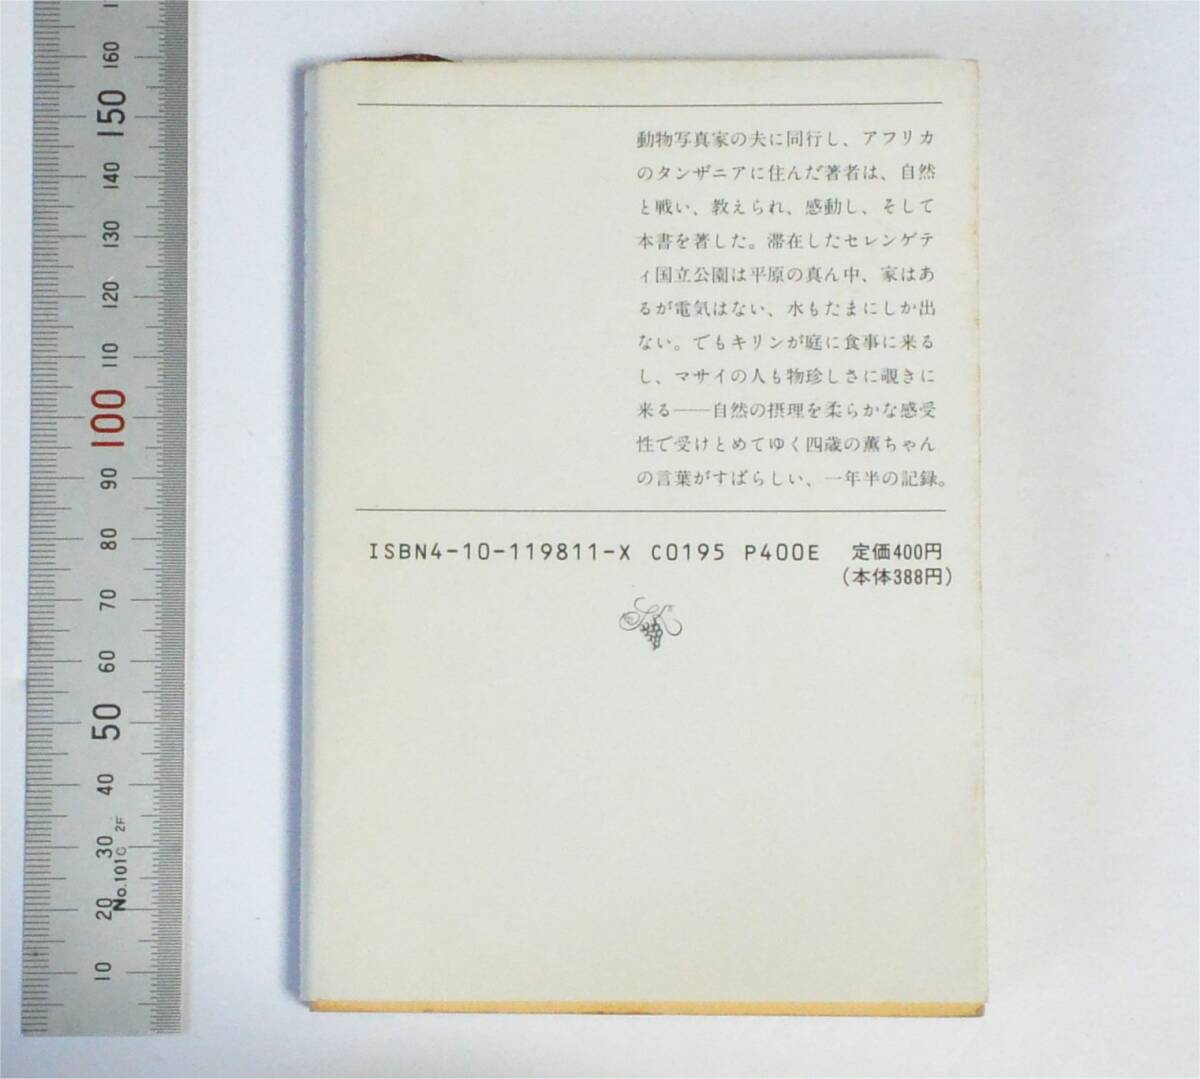 160
150
140
130
120
110
100
90
80
70
60
50
40
30
20
10
No.101C 2F
動物写真家の夫に同行し、アフリカ
のタンザニアに住んだ著者は、自然
と戦い、教えられ、感動し、そして
本書を著した。滞在したセレンゲテ
ィ国立公園は平原の真ん中、家はあ
るが電気はない、水もたまにしか出
ない。でもキリンが庭に食事に来る
し、マサイの人も物珍しさに覗きに
来る――自然の摂理を柔らかな感受
性で受けとめてゆく四歳の薫ちゃん
の言葉がすばらしい、一年半の記録。
ISBN4-10-119811-X C0195 P400E 定価400円
(本体388円)